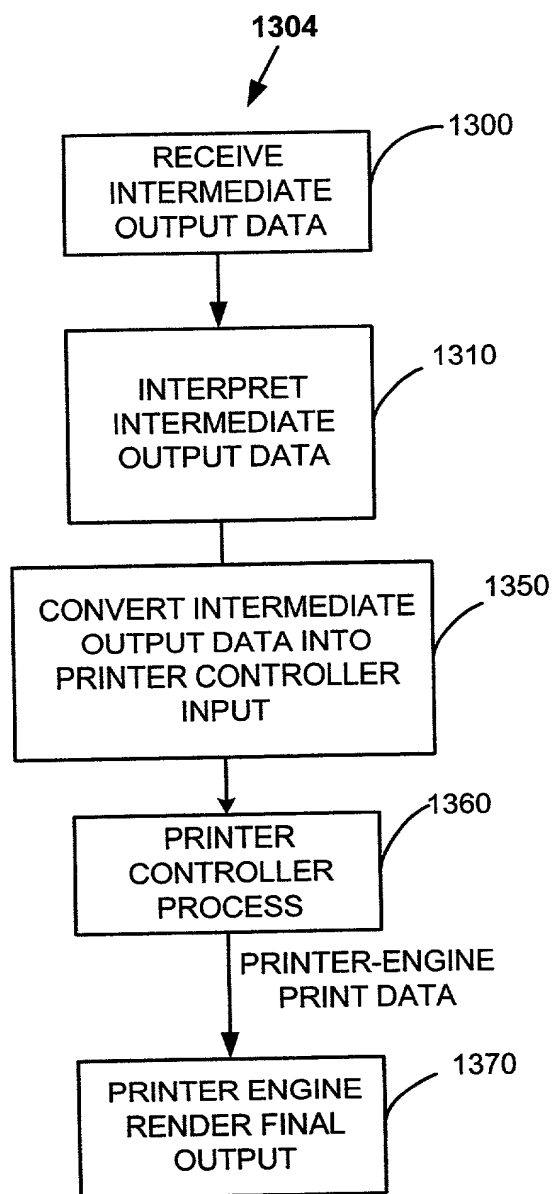 1304
1300
RECEIVE
INTERMEDIATE
OUTPUT DATA
1310
INTERPRET
INTERMEDIATE
OUTPUT DATA
1350
CONVERT INTERMEDIATE
OUTPUT DATA INTO
PRINTER CONTROLLER
INPUT
1360
PRINTER
CONTROLLER
PROCESS
PRINTER-ENGINE
PRINT DATA
1370
PRINTER ENGINE
RENDER FINAL
OUTPUT